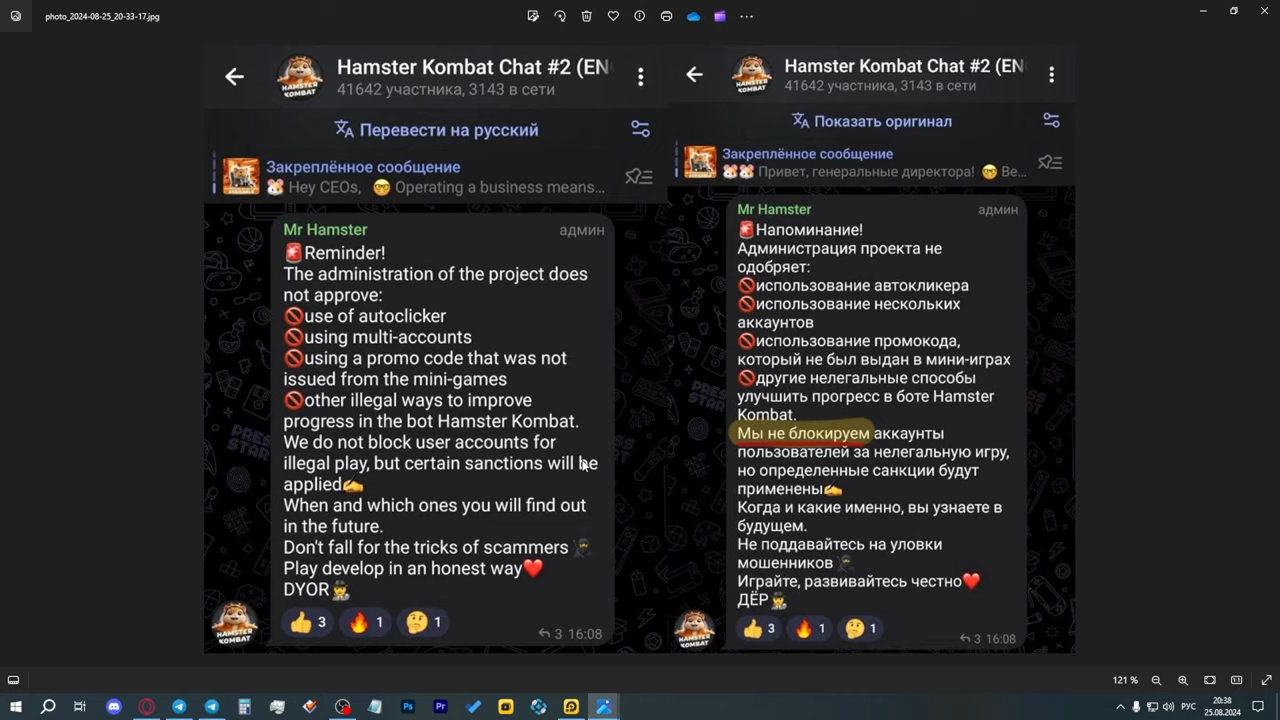 photo_2024-08-25_20-33-17.jpg
Hamster Kombat Chat #2 (EN
41642 участника, 3143 в сети
Перевести на русский
Закреплённое сообщение
🐹 Hey CEOs, 🤓 Operating a business means...
Mr Hamster админ
🚨Reminder!
The administration of the project does
not approve:
🚫use of autoclicker
🚫using multi-accounts
🚫using a promo code that was not
issued from the mini-games
🚫other illegal ways to improve
progress in the bot Hamster Kombat.
We do not block user accounts for
illegal play, but certain sanctions will be
applied✍️
When and which ones you will find out
in the future.
Don't fall for the tricks of scammers 🥷
Play develop in an honest way❤️
DYOR🕵️
👍 3 🔥 1 🤔 1
3 16:08
HAMSTER
KOMBAT
Hamster Kombat Chat #2 (EN
41642 участника, 3143 в сети
Показать оригинал
Закреплённое сообщение
🐹🐹 Привет, генеральные директора! 🤓 Ве...
Mr Hamster админ
🚨Напоминание!
Администрация проекта не
одобряет:
🚫использование автокликера
🚫использование нескольких
аккаунтов
🚫использование промокода,
который не был выдан в мини-играх
🚫другие нелегальные способы
улучшить прогресс в боте Hamster
Kombat.
Мы не блокируем аккаунты
пользователей за нелегальную игру,
но определенные санкции будут
применены✍️
Когда и какие именно, вы узнаете в
будущем.
Не поддавайтесь на уловки
мошенников 🥷
Играйте, развивайтесь честно❤️
ДЁР🕵️
👍 3 🔥 1 🤔 1
3 16:08
HAMSTER
KOMBAT
121 %
РУС
20:38
25.08.2024